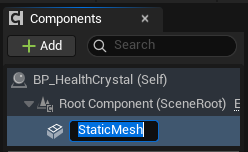 Components
+ Add
Search
BP_HealthCrystal (Self)
Root Component (SceneRoot)
StaticMesh